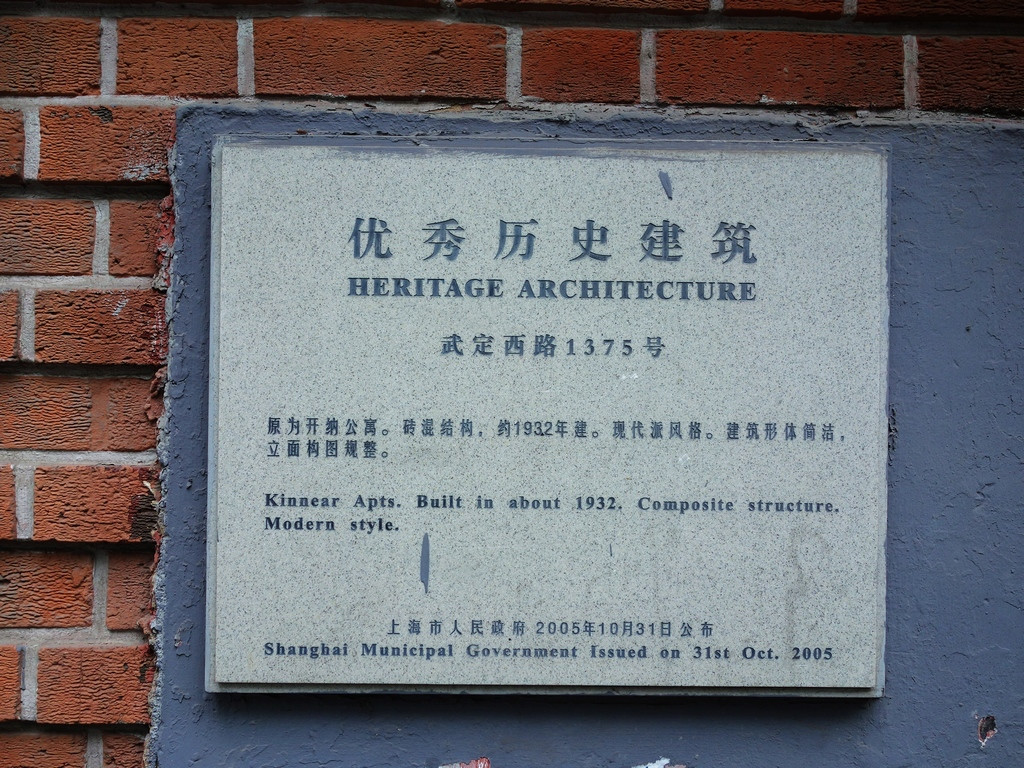 优秀历史建筑
HERITAGE ARCHITECTURE
武定西路1375号
原为开纳公寓。砖混结构，约1932年建。现代派风格。建筑形体简洁，
立面构图规整。
Kinnear Apts. Built in about 1932. Composite structure.
Modern style.
上海市人民政府 2005年10月31日公布
Shanghai Municipal Government Issued on 31st Oct. 2005